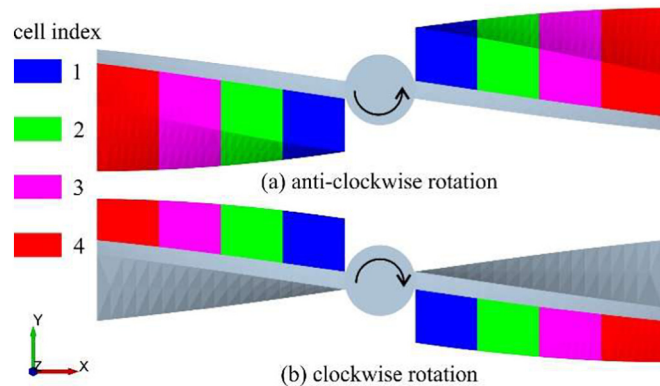 cell index
1
2
3
4
(a) anti-clockwise rotation
(b) clockwise rotation
Y
Z
X